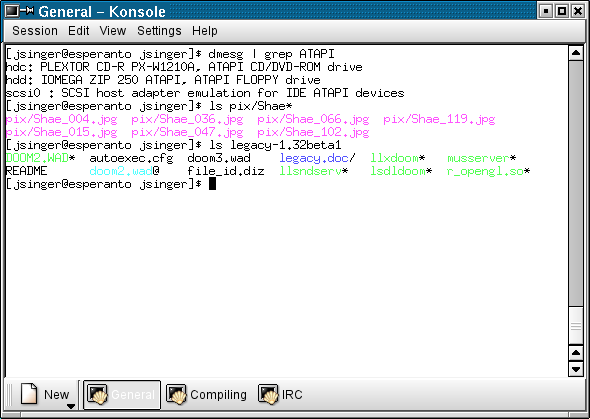 General – Konsole
Session Edit View Settings Help
[jsinger@esperanto jsinger]$ dmesg | grep ATAPI
hdc: PLEXTOR CD-R PX-W1210A, ATAPI CD/DVD-ROM drive
hdd: IOMEGA ZIP 250 ATAPI, ATAPI FLOPPY drive
scsi0 : SCSI host adapter emulation for IDE ATAPI devices
[jsinger@esperanto jsinger]$ ls pix/Shae*
pix/Shae_004.jpg pix/Shae_036.jpg pix/Shae_066.jpg pix/Shae_119.jpg
pix/Shae_015.jpg pix/Shae_047.jpg pix/Shae_102.jpg
[jsinger@esperanto jsinger]$ ls legacy-1.32beta1
DOOM2.WAD* autoexec.cfg doom3.wad legacy.doc/ llxdoom* musserver*
README doom2.wad@ file_id.diz llsndserv* lsdldoom* r_opengl.so*
[jsinger@esperanto jsinger]$
New General Compiling IRC